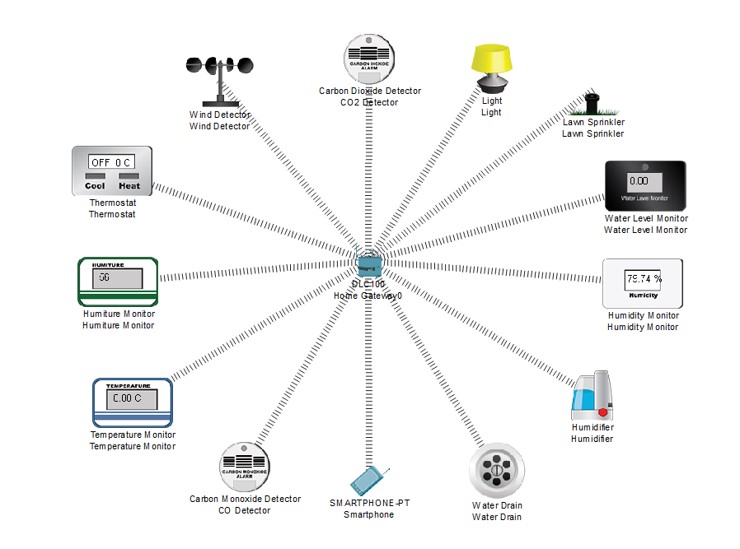 CARBON DIOXIDE
ALARM
Carbon Dioxide Detector
CO2 Detector
Light
Light
Wind Detector
Wind Detector
Lawn Sprinkler
Lawn Sprinkler
OFF 0 C
Cool Heat
Thermostat
Thermostat
0.00
Water Level Monitor
Water Level Monitor
Water Level Monitor
HUMITURE
56
Humiture Monitor
Humiture Monitor
DLC100
Home Gateway0
79.74 %
Humidity
Humidity Monitor
Humidity Monitor
TEMPERATURE
0.00 C
Temperature Monitor
Temperature Monitor
Humidifier
Humidifier
CARBON MONOXIDE
ALARM
Carbon Monoxide Detector
CO Detector
SMARTPHONE-PT
Smartphone
Water Drain
Water Drain